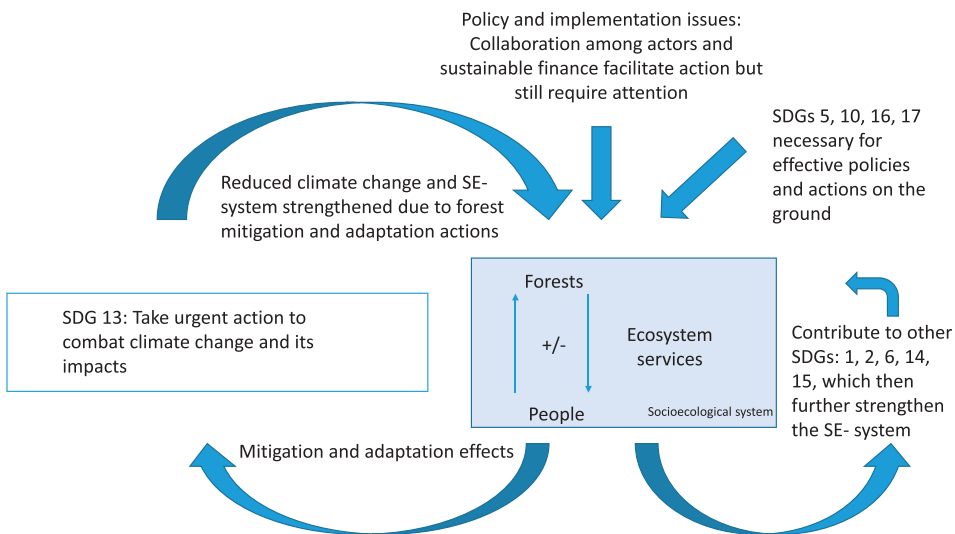 Policy and implementation issues:
Collaboration among actors and
sustainable finance facilitate action but
still require attention
SDGs 5, 10, 16, 17
necessary for
effective policies
and actions on the
ground
Reduced climate change and SE-
system strengthened due to forest
mitigation and adaptation actions
SDG 13: Take urgent action to
combat climate change and its
impacts
Forests
+/-
Ecosystem
services
People
Socioecological system
Contribute to other
SDGs: 1, 2, 6, 14,
15, which then
further strengthen
the SE- system
Mitigation and adaptation effects